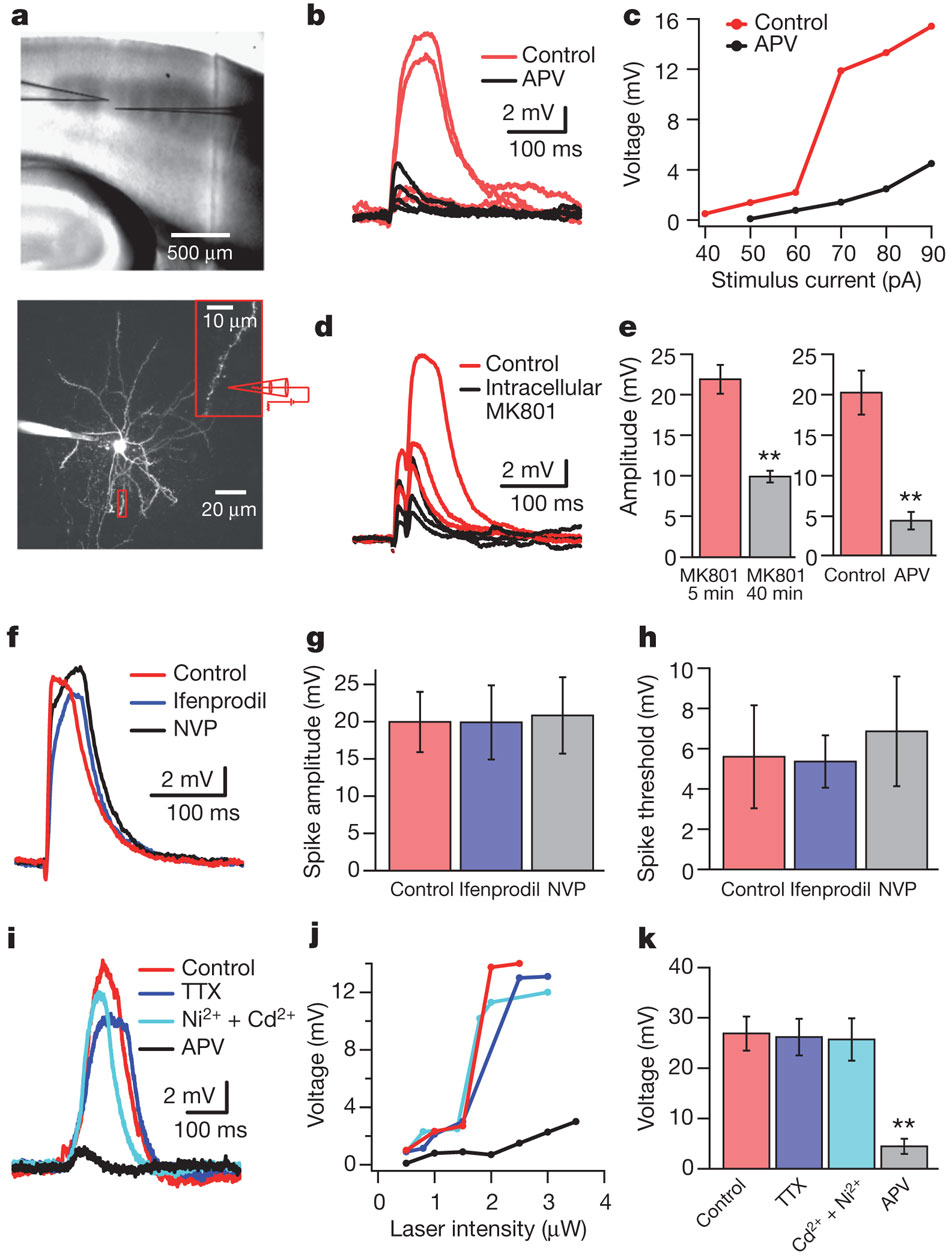 a
500 μm
10 μm
20 μm
b
Control
APV
2 mV
100 ms
c
Control
APV
Voltage (mV)
16
12
8
4
0
40 50 60 70 80 90
Stimulus current (pA)
d
Control
Intracellular
MK801
2 mV
100 ms
e
Amplitude (mV)
25
20
15
10
5
0
**
MK801
5 min
MK801
40 min
25
20
15
10
5
0
**
Control APV
f
Control
Ifenprodil
NVP
2 mV
100 ms
g
Spike amplitude (mV)
25
20
15
10
5
0
Control Ifenprodil NVP
h
Spike threshold (mV)
10
8
6
4
2
0
Control Ifenprodil NVP
i
Control
TTX
Ni²⁺ + Cd²⁺
APV
2 mV
100 ms
j
Voltage (mV)
12
8
4
0
0 1 2 3 4
Laser intensity (μW)
k
Voltage (mV)
40
30
20
10
0
**
Control
TTX
Cd²⁺ + Ni²⁺
APV